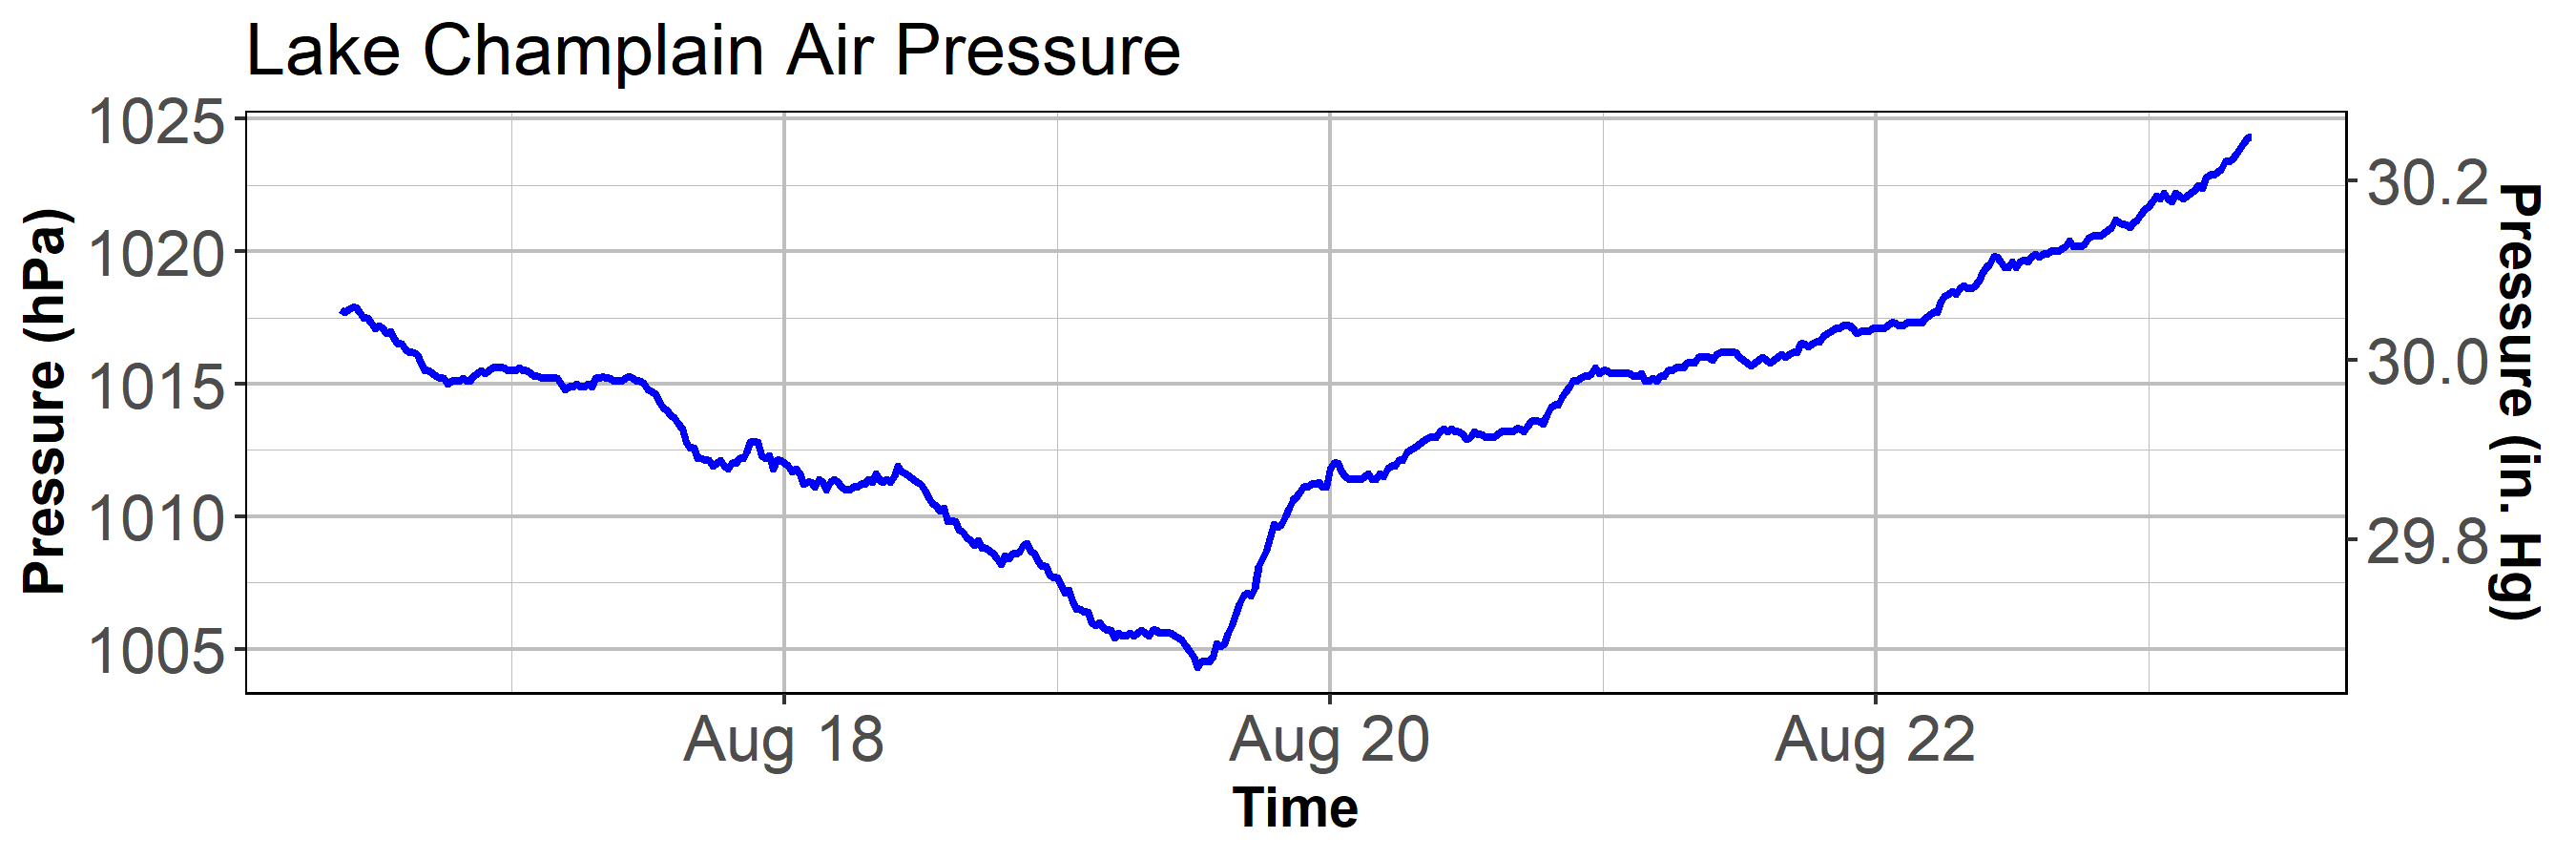 Lake Champlain Air Pressure
1025
1020
1015
1010
1005
Pressure (hPa)
30.2
30.0
29.8
Pressure (in. Hg)
Aug 18
Aug 20
Aug 22
Time